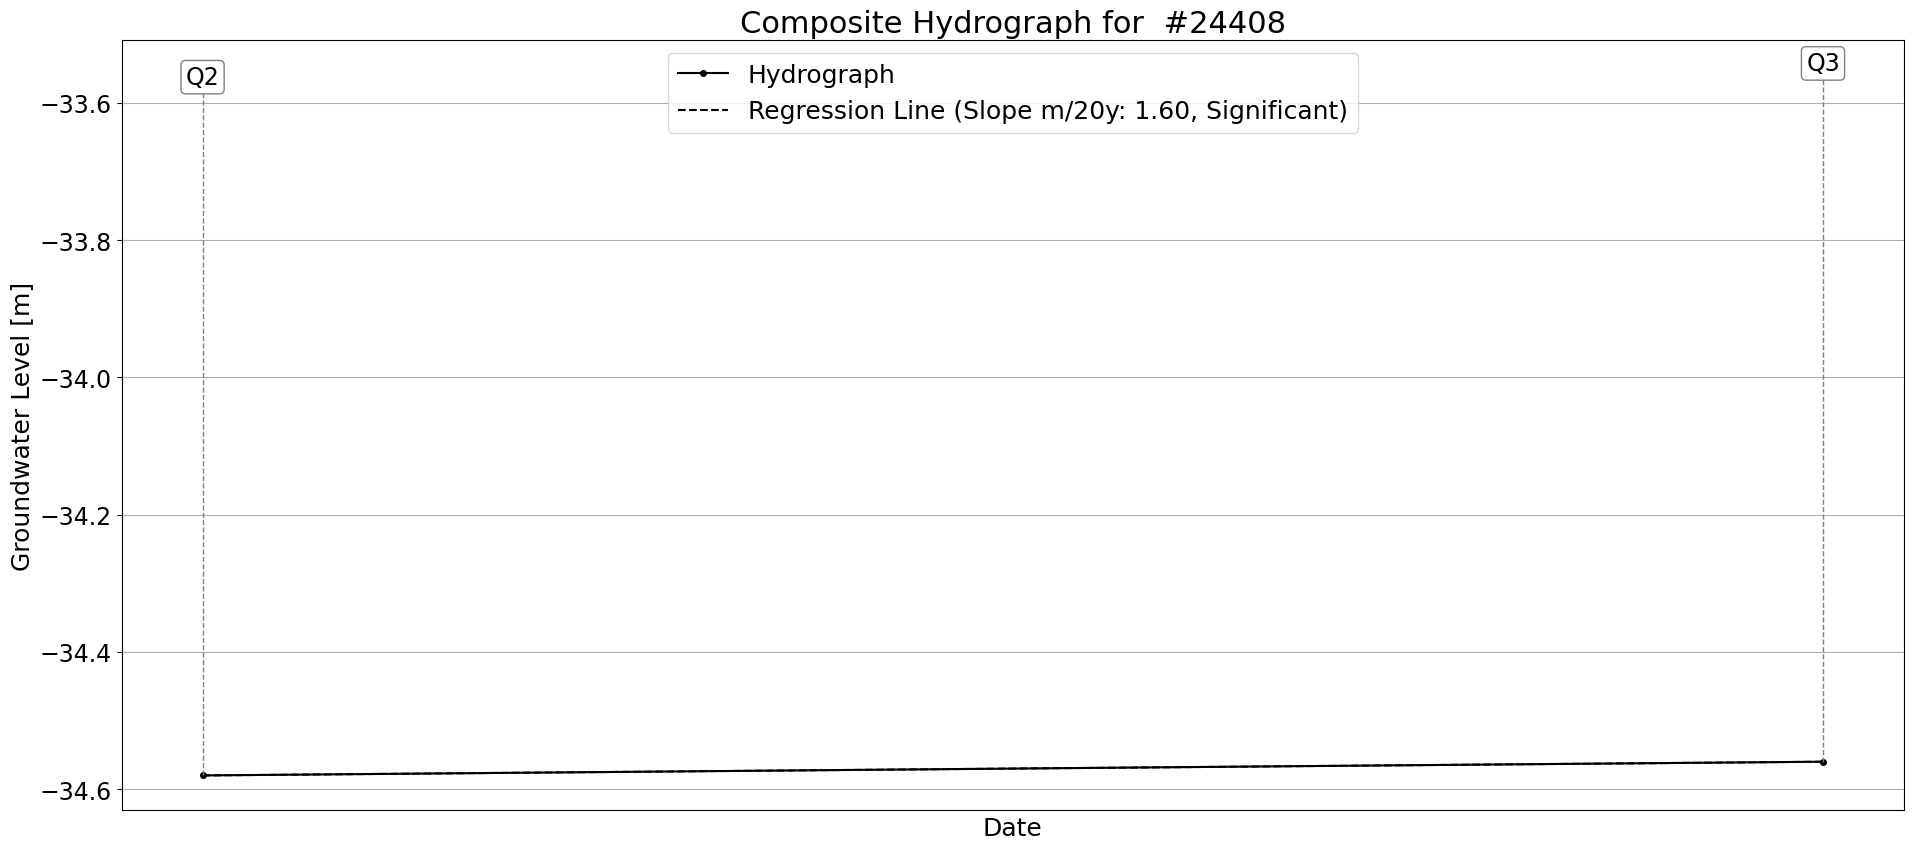 Composite Hydrograph for  #24408
Q2
Q3
Hydrograph
Regression Line (Slope m/20y: 1.60, Significant)
−33.6
−33.8
−34.0
−34.2
−34.4
−34.6
Groundwater Level [m]
Date